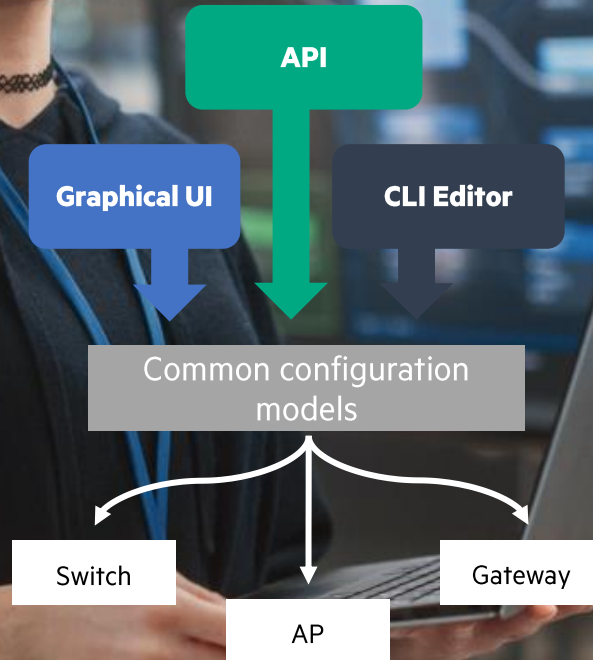 API
Graphical UI
CLI Editor
Common configuration
models
Switch
Gateway
AP